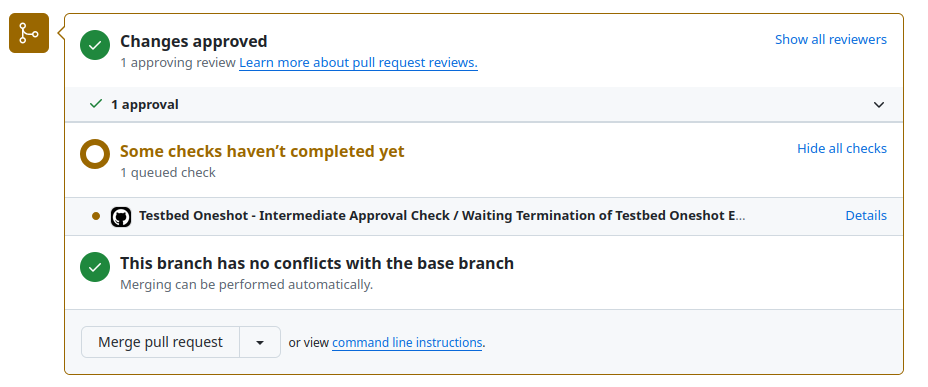 Changes approved
Show all reviewers
1 approving review Learn more about pull request reviews.
1 approval
Some checks haven’t completed yet
Hide all checks
1 queued check
Testbed Oneshot - Intermediate Approval Check / Waiting Termination of Testbed Oneshot E...
Details
This branch has no conflicts with the base branch
Merging can be performed automatically.
Merge pull request
or view command line instructions.